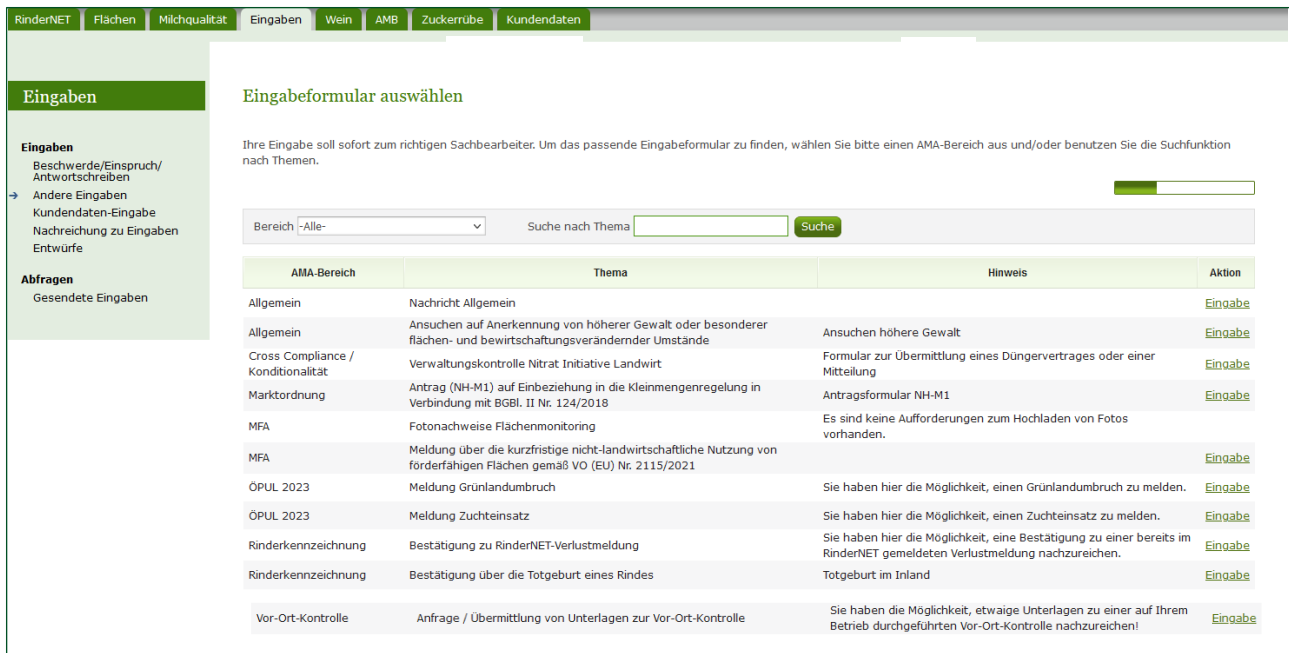 RinderNET Flächen Milchqualität Eingaben Wein AMB Zuckerrübe Kundendaten
Eingaben
Eingaben
Beschwerde/Einspruch/
Antwortschreiben
Andere Eingaben
Kundendaten-Eingabe
Nachreichung zu Eingaben
Entwürfe
Abfragen
Gesendete Eingaben
Eingabeformular auswählen
Ihre Eingabe soll sofort zum richtigen Sachbearbeiter. Um das passende Eingabeformular zu finden, wählen Sie bitte einen AMA-Bereich aus und/oder benutzen Sie die Suchfunktion
nach Themen.
Bereich -Alle- Suche nach Thema Suche
AMA-Bereich Thema Hinweis Aktion
Allgemein Nachricht Allgemein Eingabe
Allgemein Ansuchen auf Anerkennung von höherer Gewalt oder besonderer
flächen- und bewirtschaftungsverändernder Umstände Ansuchen höhere Gewalt Eingabe
Cross Compliance /
Konditionalität Verwaltungskontrolle Nitrat Initiative Landwirt Formular zur Übermittlung eines Düngervertrages oder einer
Mitteilung Eingabe
Marktordnung Antrag (NH-M1) auf Einbeziehung in die Kleinmengenregelung in
Verbindung mit BGBl. II Nr. 124/2018 Antragsformular NH-M1 Eingabe
MFA Fotonachweise Flächenmonitoring Es sind keine Aufforderungen zum Hochladen von Fotos
vorhanden.
MFA Meldung über die kurzfristige nicht-landwirtschaftliche Nutzung von
förderfähigen Flächen gemäß VO (EU) Nr. 2115/2021 Eingabe
ÖPUL 2023 Meldung Grünlandumbruch Sie haben hier die Möglichkeit, einen Grünlandumbruch zu melden. Eingabe
ÖPUL 2023 Meldung Zuchteinsatz Sie haben hier die Möglichkeit, einen Zuchteinsatz zu melden. Eingabe
Rinderkennzeichnung Bestätigung zu RinderNET-Verlustmeldung Sie haben hier die Möglichkeit, eine Bestätigung zu einer bereits im
RinderNET gemeldeten Verlustmeldung nachzureichen. Eingabe
Rinderkennzeichnung Bestätigung über die Totgeburt eines Rindes Totgeburt im Inland Eingabe
Vor-Ort-Kontrolle Anfrage / Übermittlung von Unterlagen zur Vor-Ort-Kontrolle Sie haben die Möglichkeit, etwaige Unterlagen zu einer auf Ihrem
Betrieb durchgeführten Vor-Ort-Kontrolle nachzureichen! Eingabe